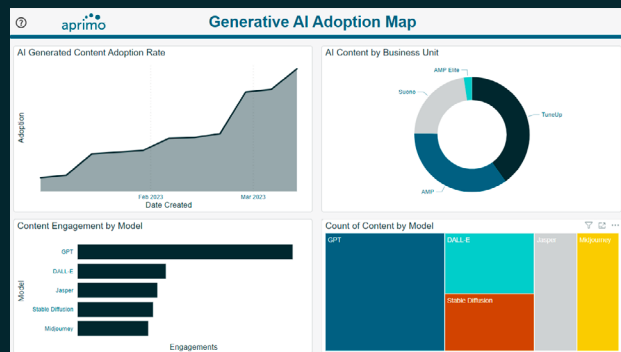 aprimo
Generative AI Adoption Map
AI Generated Content Adoption Rate
Adoption
Feb 2023
Mar 2023
Date Created
AI Content by Business Unit
AMP Elite
Subno
TuneUp
AMP
Content Engagement by Model
Model
GPT
DALL-E
Jasper
Stable Diffusion
Midjourney
Engagements
Count of Content by Model
GPT
DALL-E
Jasper
Midjourney
Stable Diffusion